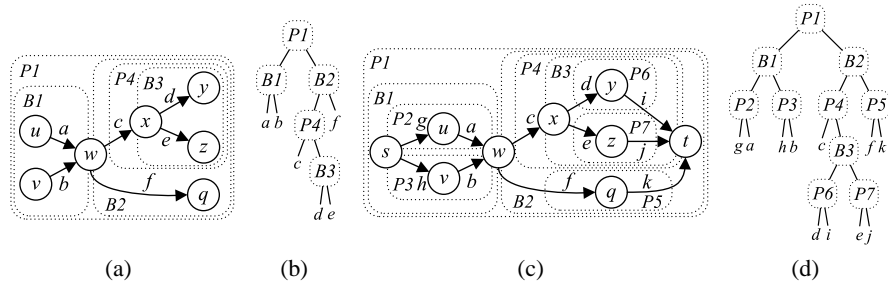 P1
P4 B3 d y
B1
u a c x e z
w
v b f
B2 q
(a)
P1
B1 B2
a b P4 f
c B3
d e
(b)
P1
P4 B3 d y P6
B1 i
P2 g u a c x e z P7 j t
s w
P3 h v b f q k
B2 P5
(c)
P1
B1 B2
P2 P3 P4 P5
g a h b c B3 f k
P6 P7
d i e j
(d)